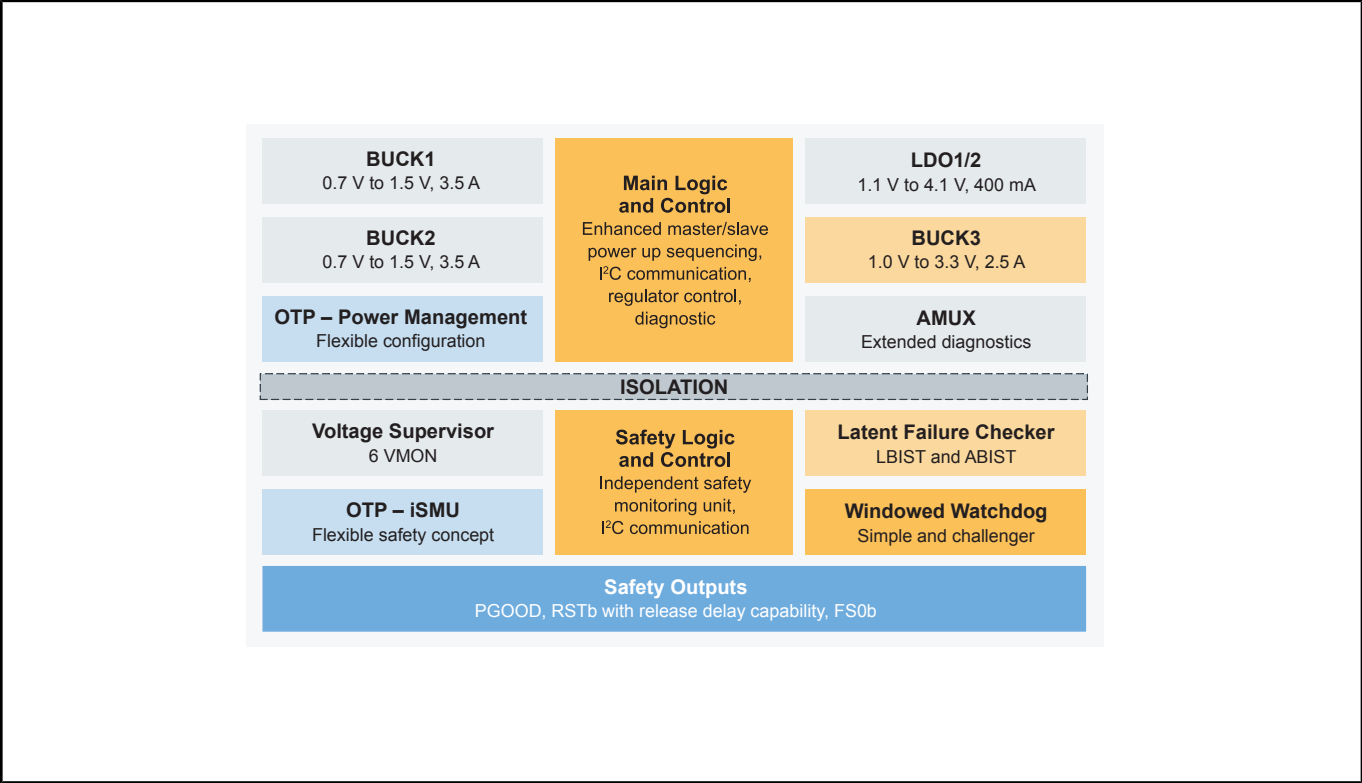 BUCK1
0.7 V to 1.5 V, 3.5 A
BUCK2
0.7 V to 1.5 V, 3.5 A
OTP – Power Management
Flexible configuration
Main Logic
and Control
Enhanced master/slave
power up sequencing,
I²C communication,
regulator control,
diagnostic
LDO1/2
1.1 V to 4.1 V, 400 mA
BUCK3
1.0 V to 3.3 V, 2.5 A
AMUX
Extended diagnostics
ISOLATION
Voltage Supervisor
6 VMON
OTP – iSMU
Flexible safety concept
Safety Logic
and Control
Independent safety
monitoring unit,
I²C communication
Latent Failure Checker
LBIST and ABIST
Windowed Watchdog
Simple and challenger
Safety Outputs
PGOOD, RSTb with release delay capability, FS0b